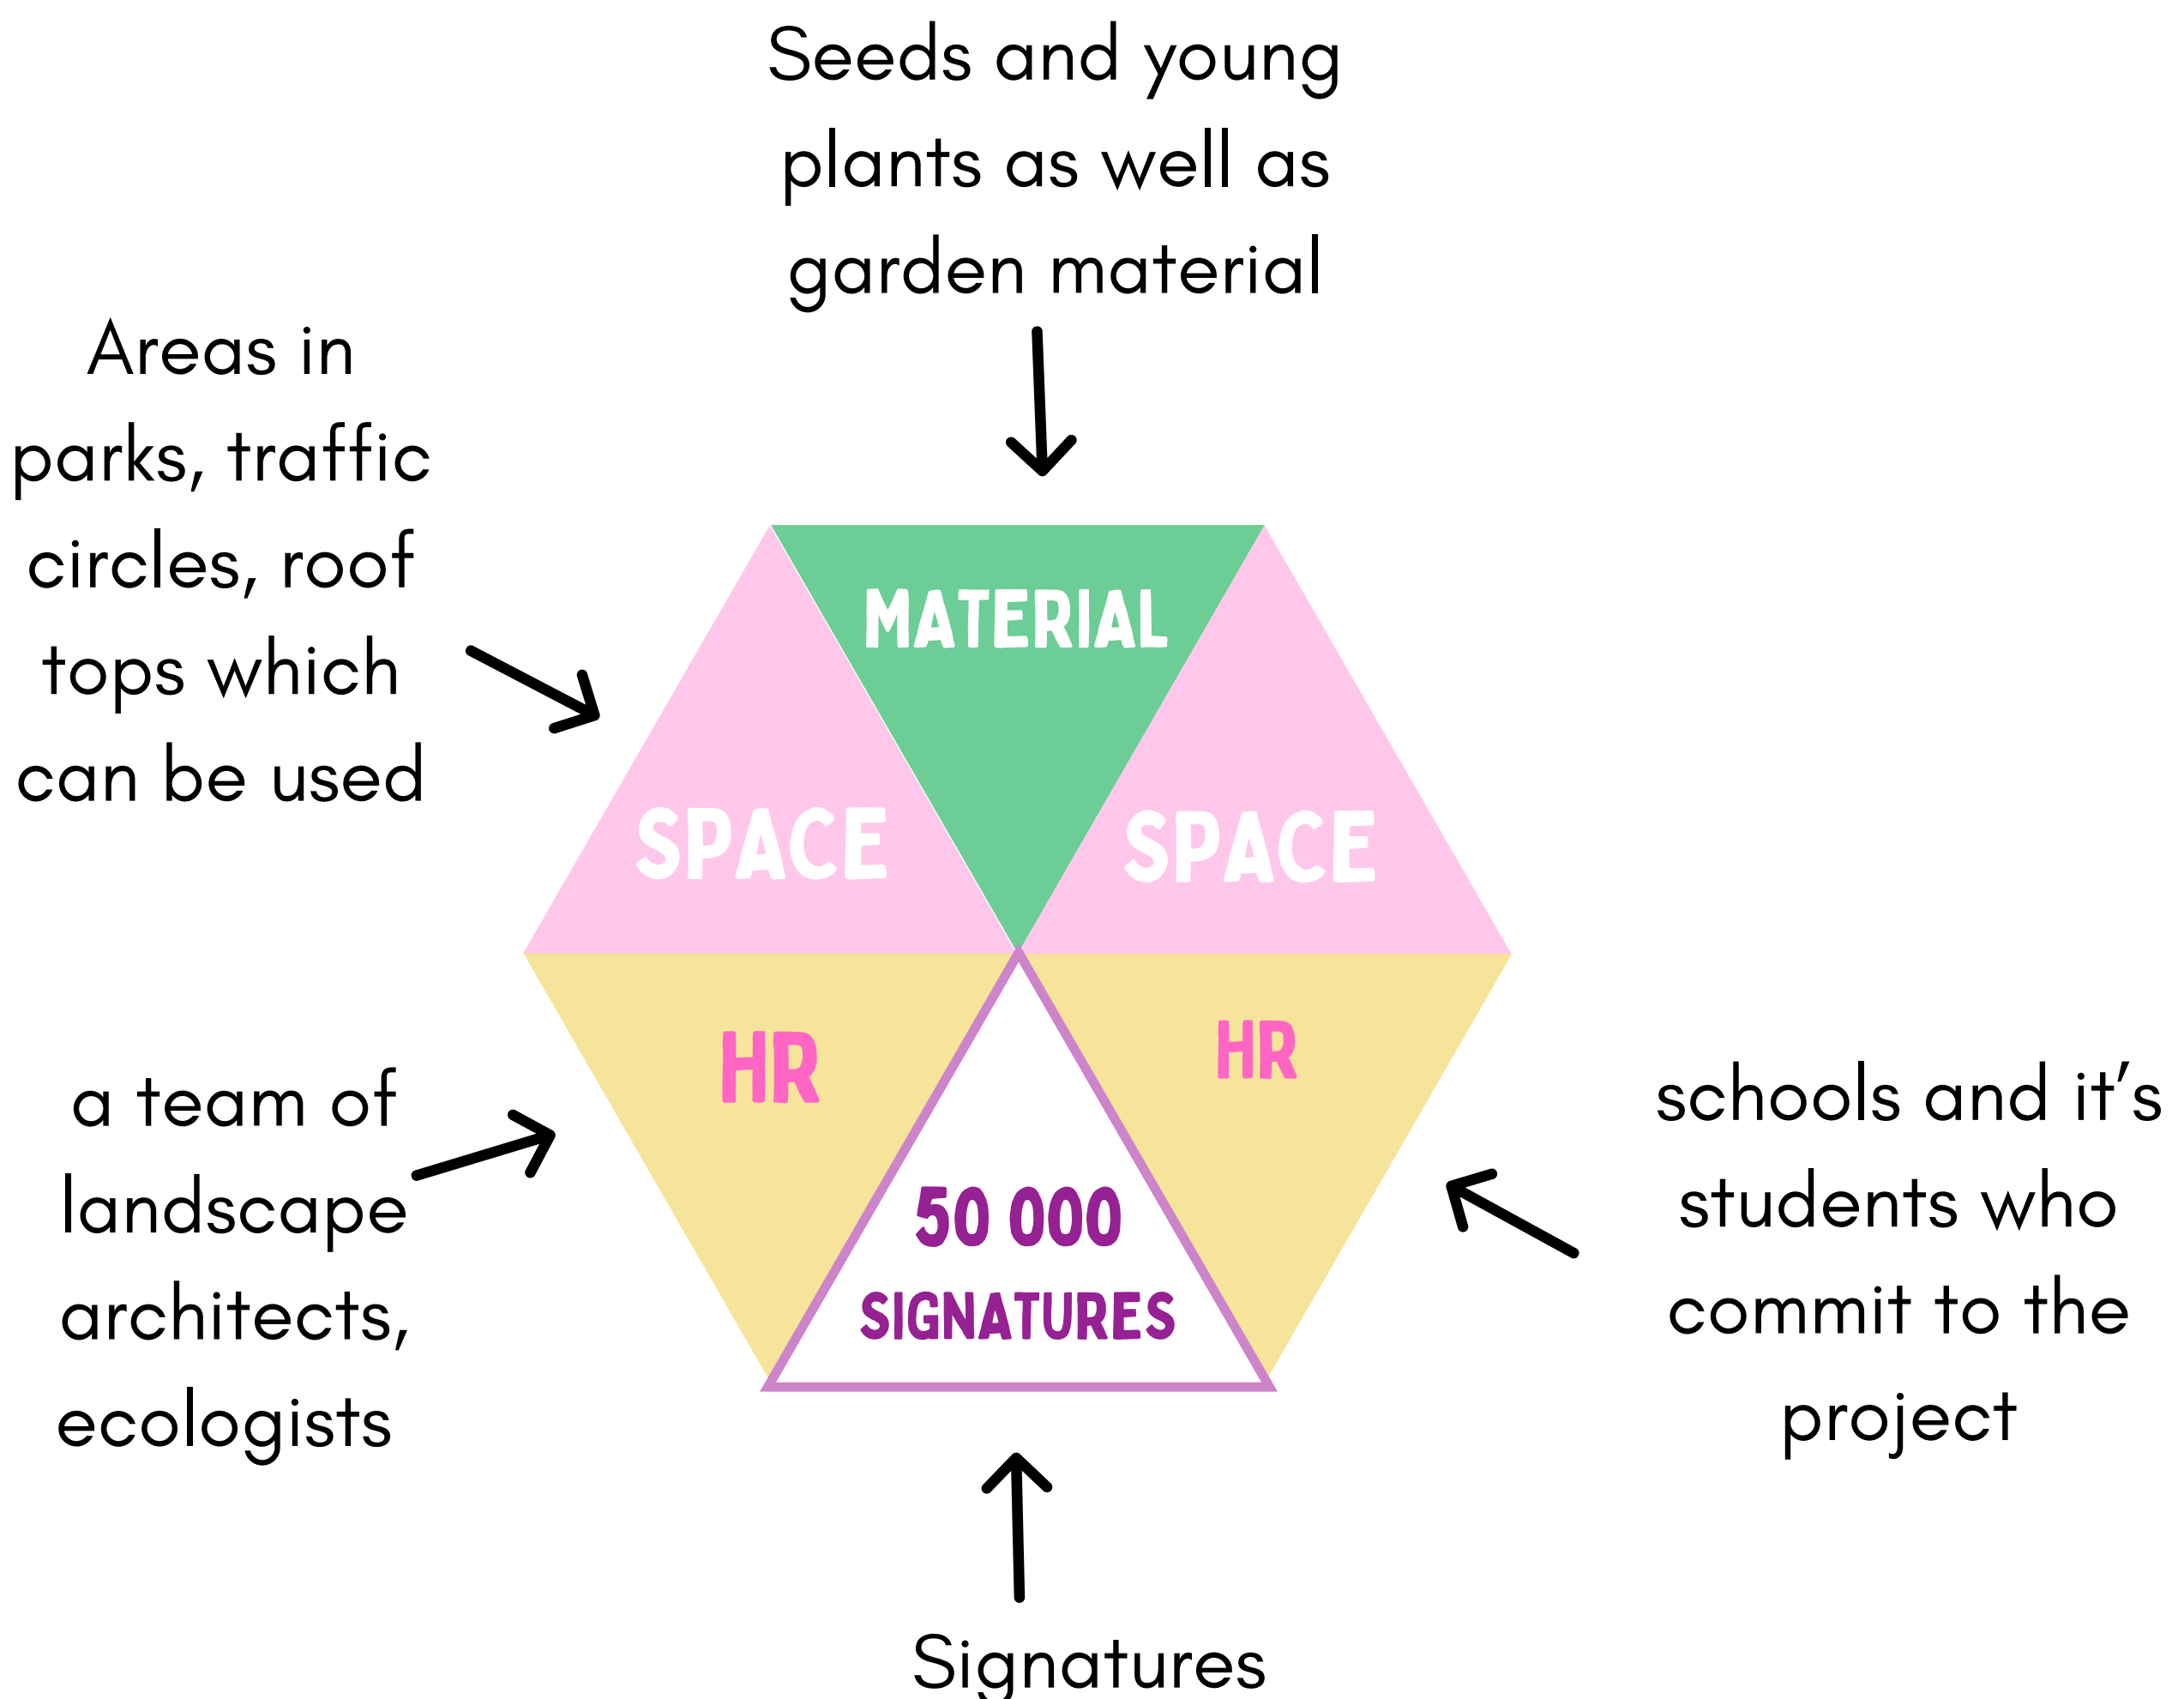 Seeds and young
plants as well as
garden material
Areas in
parks, traffic
circles, roof
tops which
can be used
MATERIAL
SPACE
SPACE
HR
HR
a team of
landscape
architects,
ecologists
schools and it's
students who
commit to the
project
50 000
SIGNATURES
Signatures